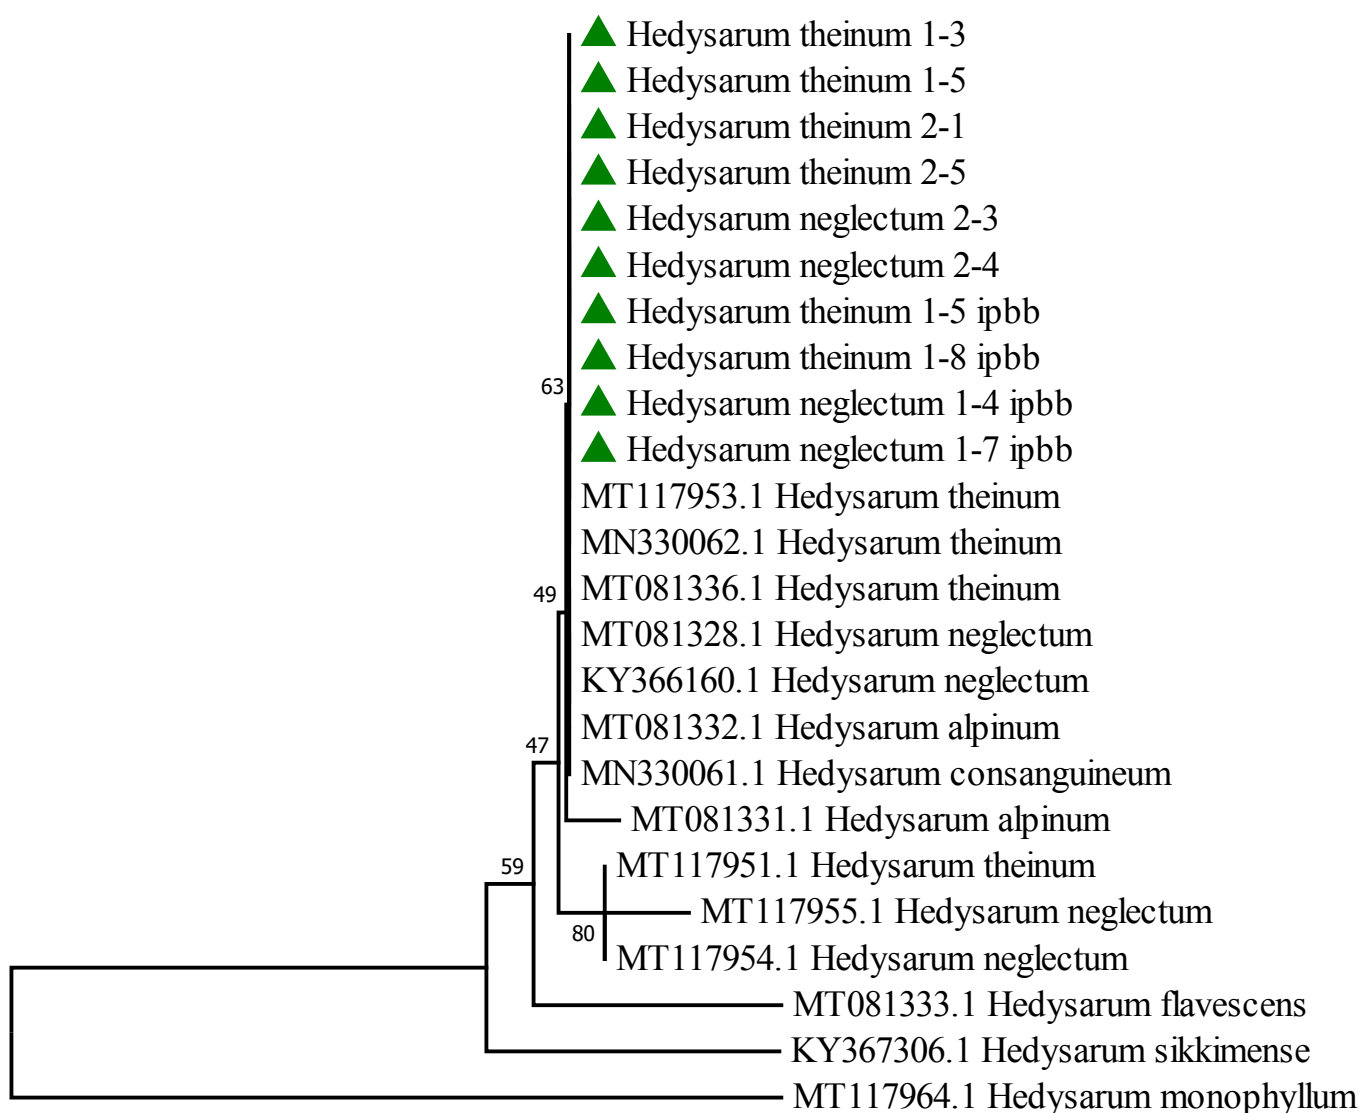 Hedysarum theinum 1-3
Hedysarum theinum 1-5
Hedysarum theinum 2-1
Hedysarum theinum 2-5
Hedysarum neglectum 2-3
Hedysarum neglectum 2-4
Hedysarum theinum 1-5 ipbb
Hedysarum theinum 1-8 ipbb
63
Hedysarum neglectum 1-4 ipbb
Hedysarum neglectum 1-7 ipbb
MT117953.1 Hedysarum theinum
MN330062.1 Hedysarum theinum
49
MT081336.1 Hedysarum theinum
MT081328.1 Hedysarum neglectum
KY366160.1 Hedysarum neglectum
47
MT081332.1 Hedysarum alpinum
MN330061.1 Hedysarum consanguineum
MT081331.1 Hedysarum alpinum
59
MT117951.1 Hedysarum theinum
MT117955.1 Hedysarum neglectum
80
MT117954.1 Hedysarum neglectum
MT081333.1 Hedysarum flavescens
KY367306.1 Hedysarum sikkimense
MT117964.1 Hedysarum monophyllum